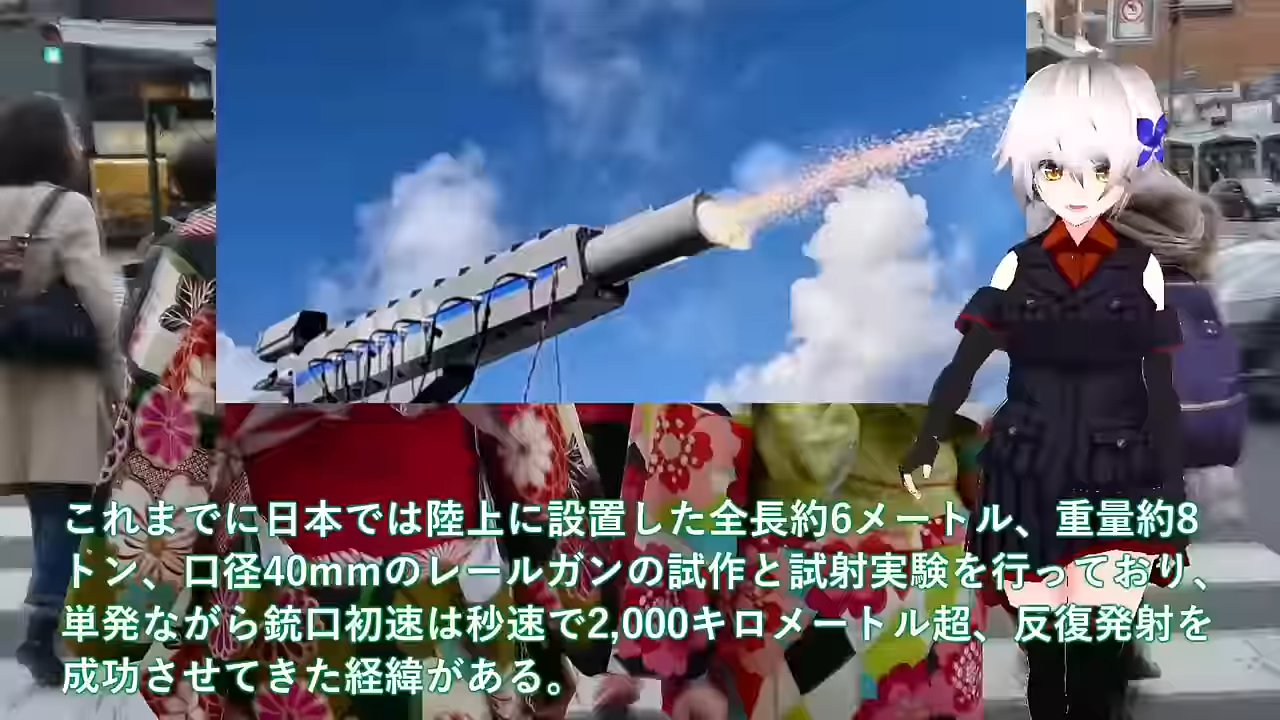 これまでに日本では陸上に設置した全長約6メートル、重量約8
トン、口径40mmのレールガンの試作と試射実験を行っており、
単発ながら銃口初速は秒速で2,000キロメートル超、反復発射を
成功させてきた経緯がある。